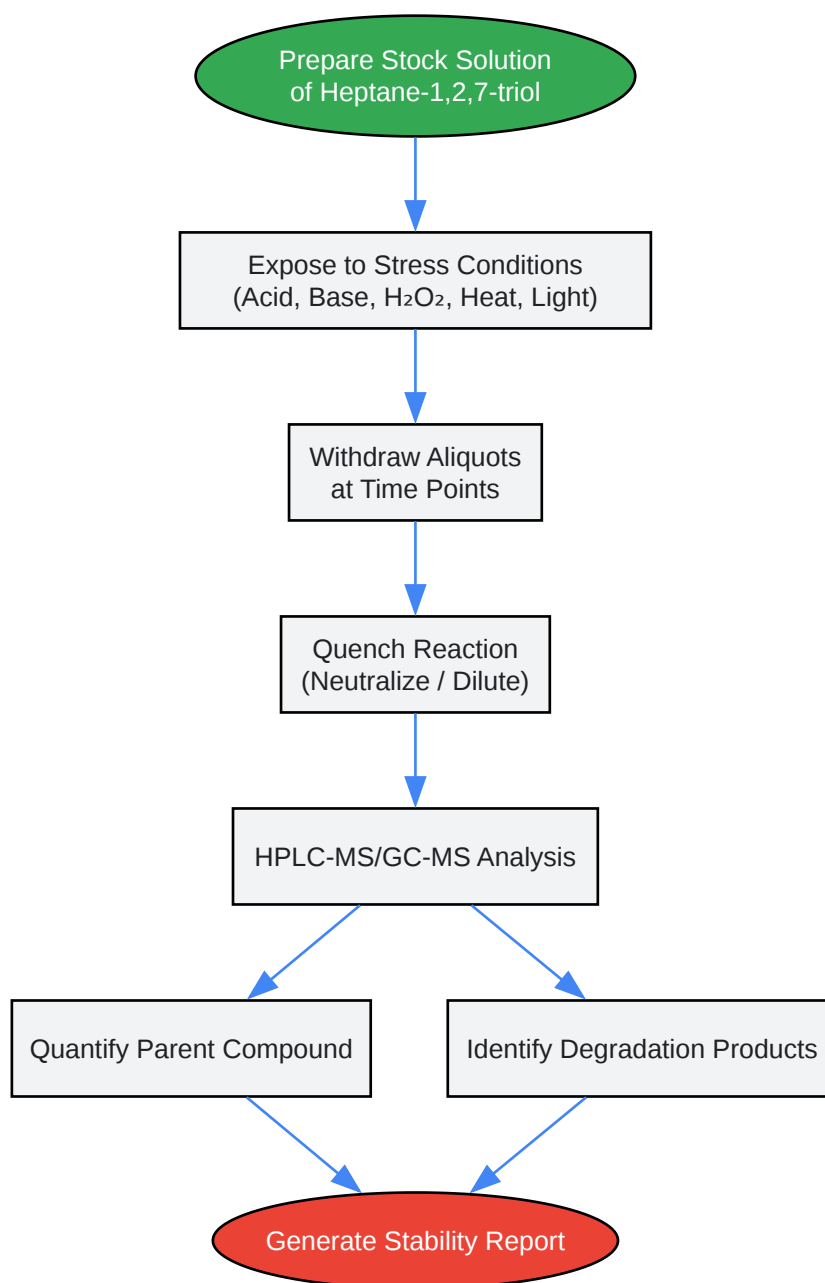 Prepare Stock Solution
of Heptane-1,2,7-triol
Expose to Stress Conditions
(Acid, Base, H₂O₂, Heat, Light)
Withdraw Aliquots
at Time Points
Quench Reaction
(Neutralize / Dilute)
HPLC-MS/GC-MS Analysis
Quantify Parent Compound
Identify Degradation Products
Generate Stability Report